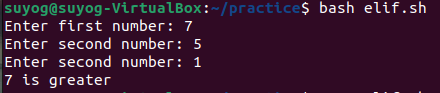 suyog@suyog-VirtualBox:~/practice$ bash elif.sh
Enter first number: 7
Enter second number: 5
Enter second number: 1
7 is greater